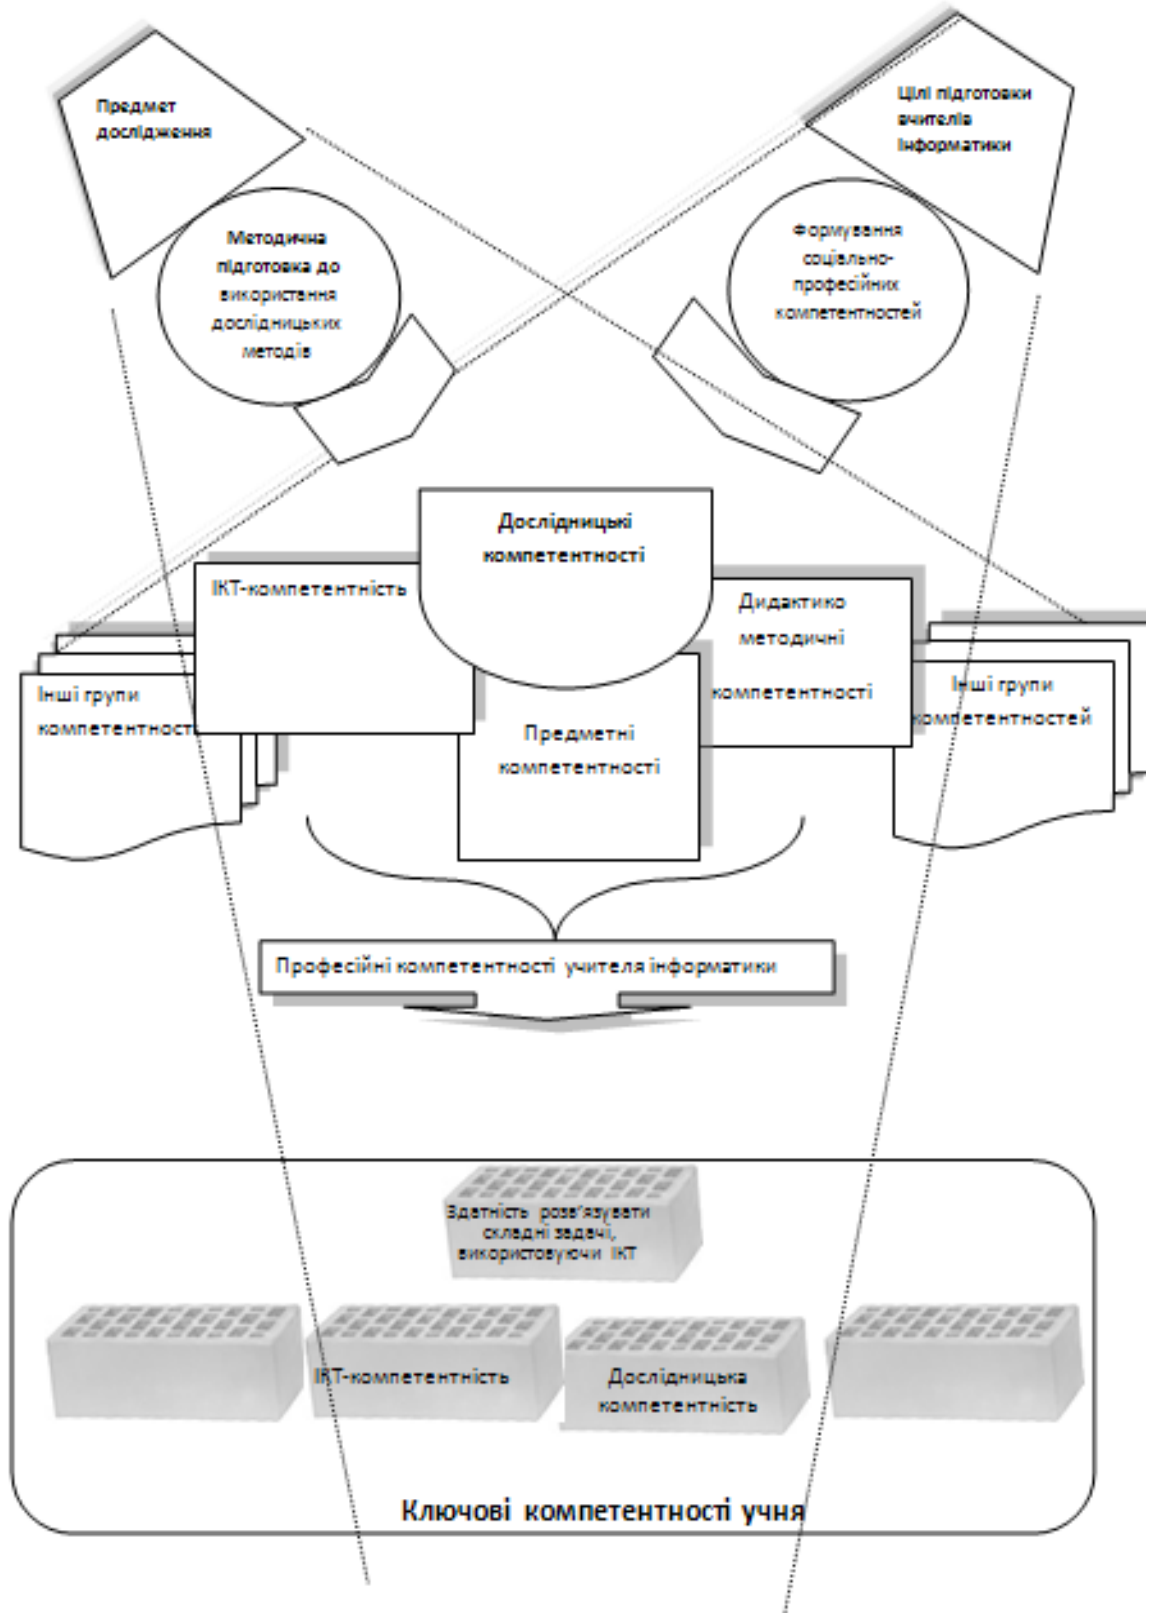 Предмет
дослідження
Цілі підготовки
вчителів
Інформатики
Методична
підготовка до
використання
дослідницьких
методів
Формування
соціально-
професійних
компетентностей
Дослідницькі
компетентності
ІКТ-компетентність
Дидактико
методичні
компетентності
Інші групи
компетентност
Інші групи
компетентностей
Предметні
компетентності
Професійні компетентності учителя інформатики
Здатність розв'язувати
складні задачі,
використовуючи ІКТ
ІКТ-компетентність
Дослідницька
компетентність
Ключові компетентності учня